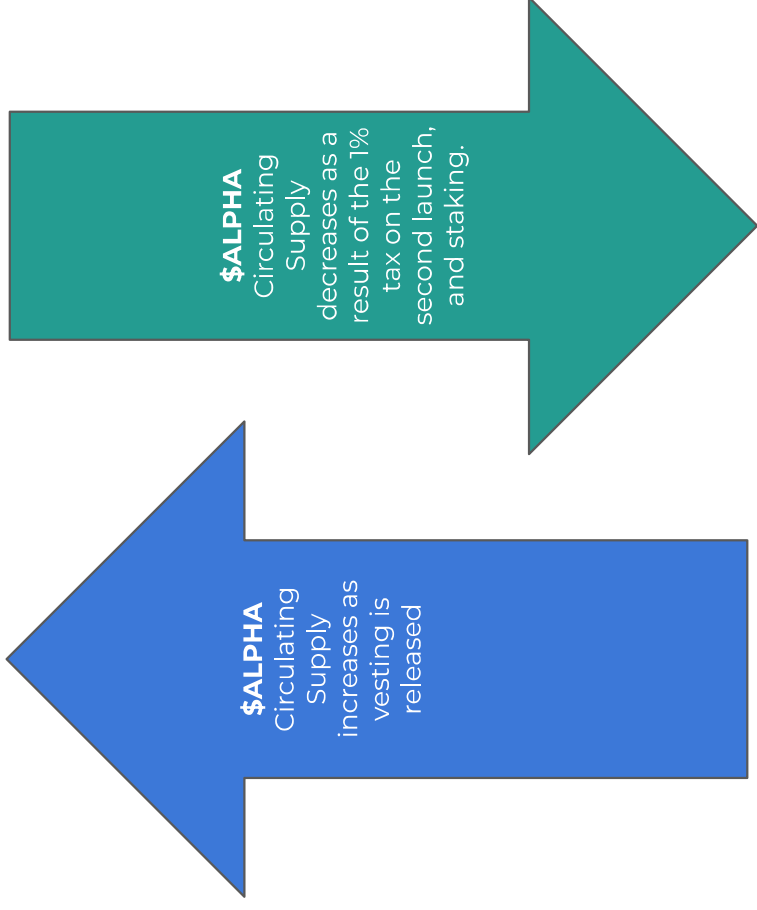 $ALPHA
Circulating
Supply
increases as
vesting is
released
$ALPHA
Circulating
Supply
decreases as a
result of the 1%
tax on the
second launch,
and staking.